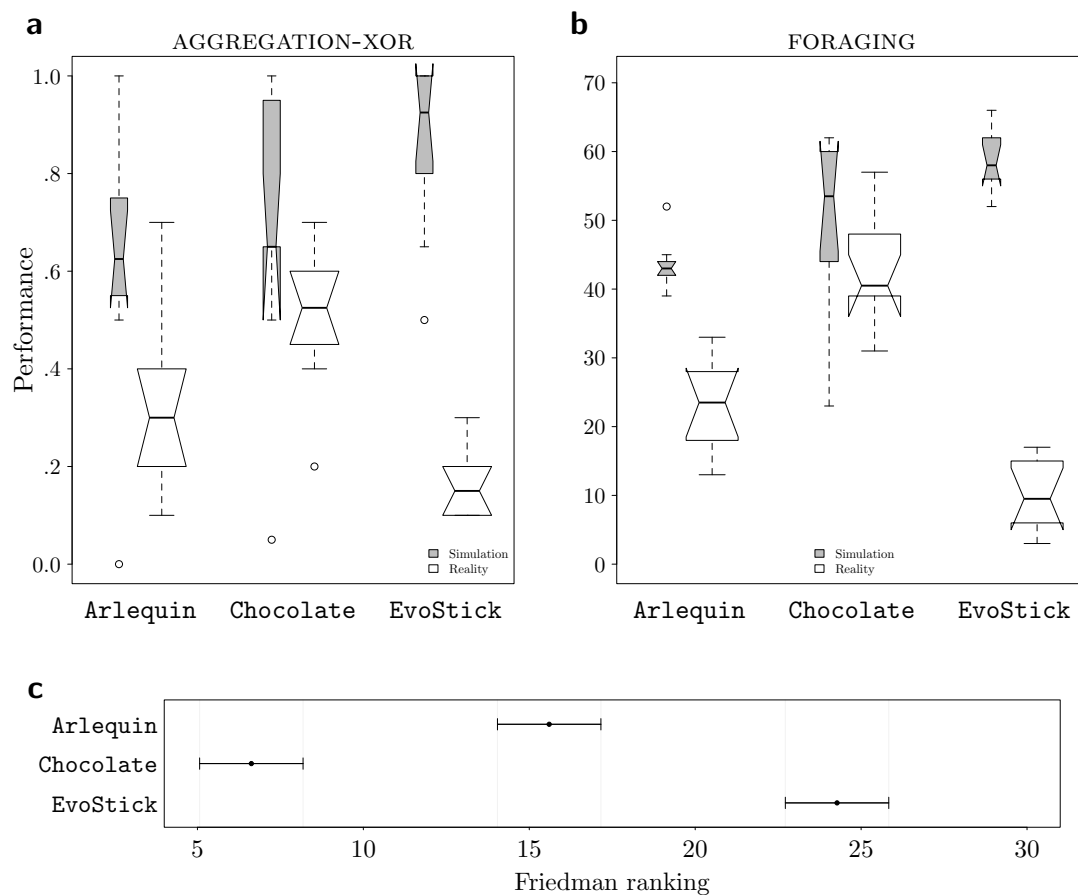 a
AGGREGATION-XOR
Performance
1.0
.8
.6
.4
.2
0.0
Simulation
Reality
Arlequin Chocolate EvoStick
b
FORAGING
70
60
50
40
30
20
10
0
Simulation
Reality
Arlequin Chocolate EvoStick
c
Arlequin
Chocolate
EvoStick
5 10 15 20 25 30
Friedman ranking